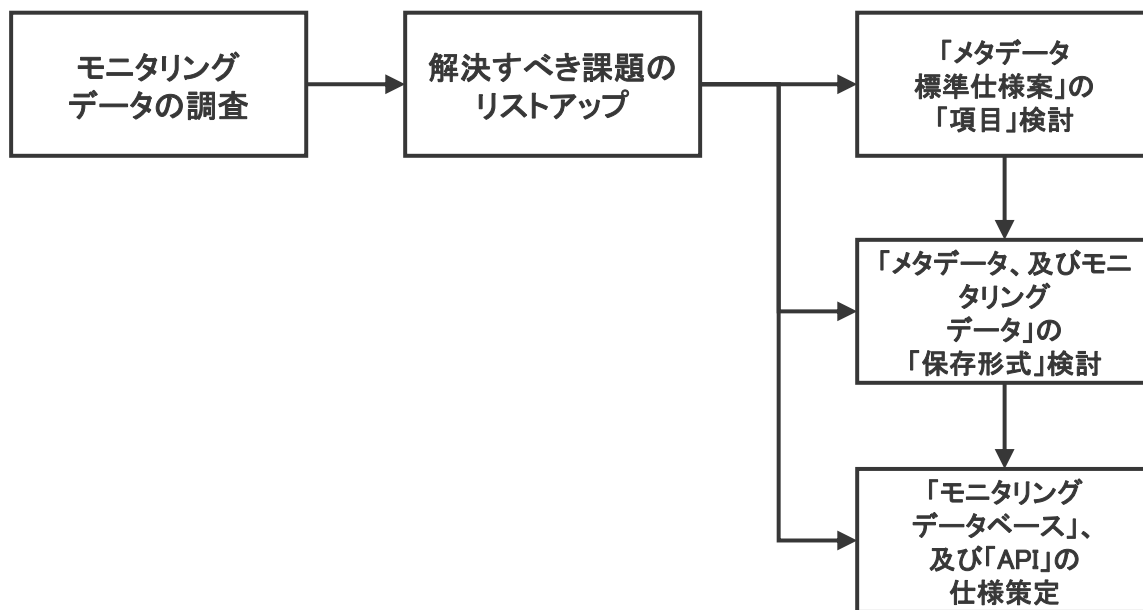 モニタリング
データの調査
解決すべき課題の
リストアップ
「メタデータ
標準仕様案」の
「項目」検討
「メタデータ、及びモニ
タリング
データ」の
「保存形式」検討
「モニタリング
データベース」、
及び「API」の
仕様策定